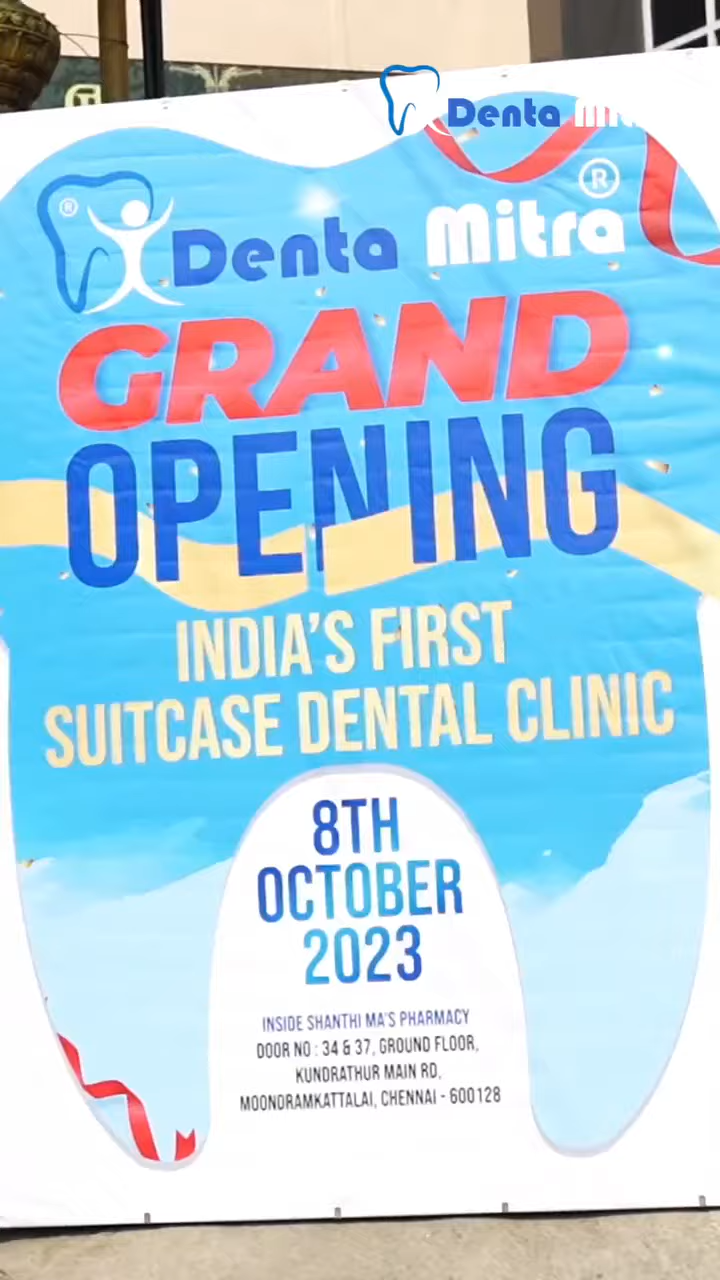 Denta
® Denta Mitra ®
GRAND
OPENING
INDIA'S FIRST
SUITCASE DENTAL CLINIC
8TH
OCTOBER
2023
INSIDE SHANTHI MA'S PHARMACY
DOOR NO : 34 & 37, GROUND FLOOR,
KUNDRATHUR MAIN RD,
MOONDRAMKATTALAI, CHENNAI - 600128